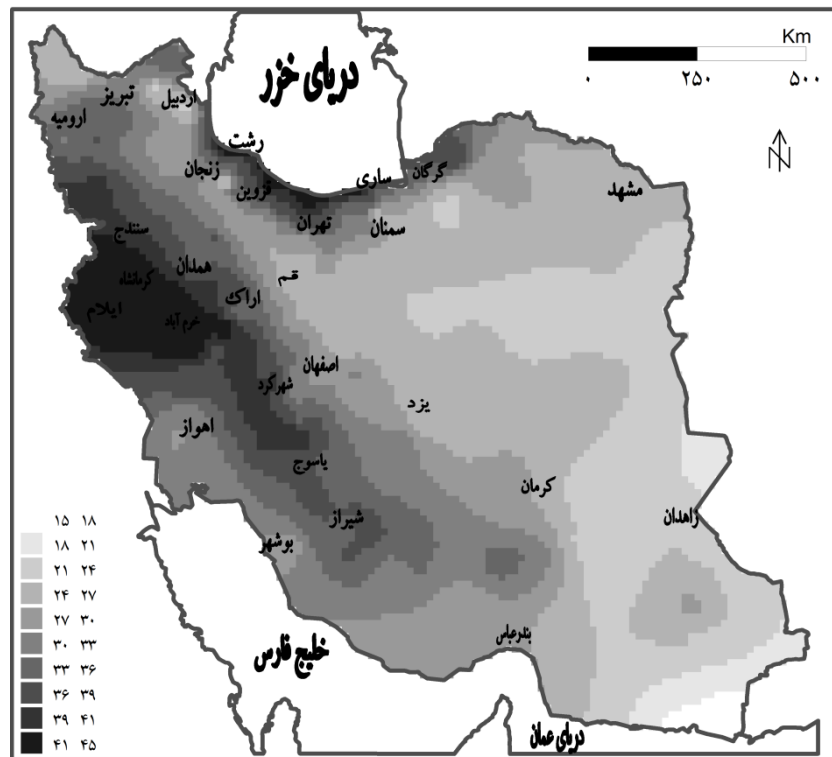 Km
۰ ۲۵۰ ۵۰۰
N
دریای خزر
تبریز
اردبیل
ارومیه
رشت
زنجان
قزوین
ساری
گرگان
مشهد
تهران
سمنان
سنندج
همدان
قم
کرمانشاه
اراک
ایلام
خرم آباد
اصفهان
شهرکرد
یزد
اهواز
یاسوج
کرمان
شیراز
زاهدان
بوشهر
بندرعباس
خلیج فارس
دریای عمان
۱۵ ۱۸
۱۸ ۲۱
۲۱ ۲۴
۲۴ ۲۷
۲۷ ۳۰
۳۰ ۳۳
۳۳ ۳۶
۳۶ ۳۹
۳۹ ۴۱
۴۱ ۴۵